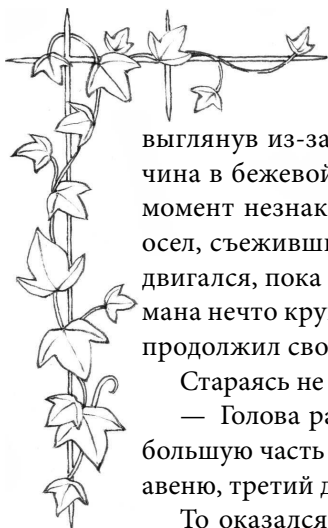 выглянув из-за
чина в бежевой
момент незнак
осел, съеживши
двигался, пока
мана нечто кру
продолжил сво
Стараясь не
— Голова ра
большую часть
авеню, третий д
То оказался